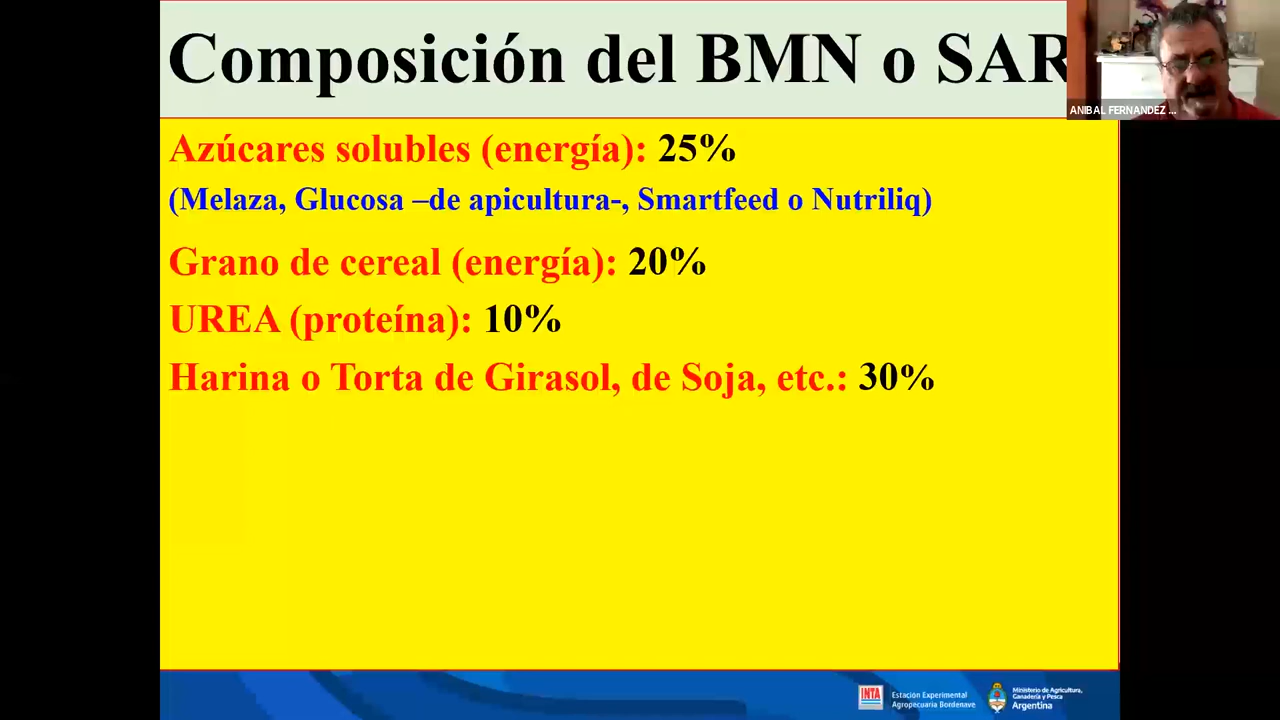 Composición del BMN o SAR
ANIBAL FERNANDEZ ...
Azúcares solubles (energía): 25%
(Melaza, Glucosa –de apicultura-, Smartfeed o Nutriliq)
Grano de cereal (energía): 20%
UREA (proteína): 10%
Harina o Torta de Girasol, de Soja, etc.: 30%
INTA
Estación Experimental
Agropecuaria Bordenave
Ministerio de Agricultura,
Ganadería y Pesca
Argentina